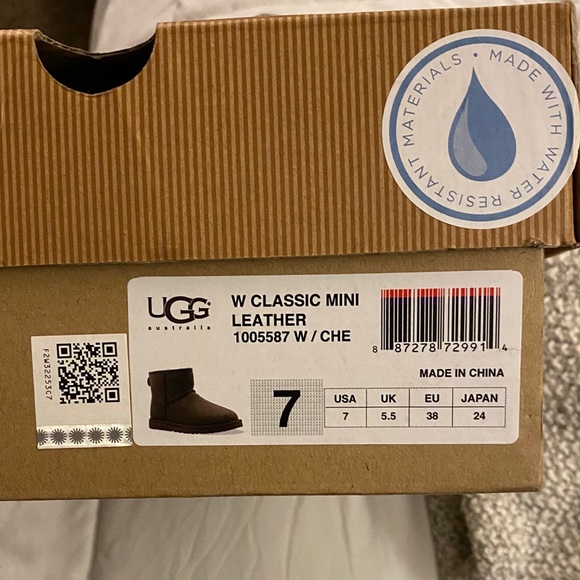 MADE WITH WATER RESISTANT MATERIALS •
UGG®
australia
W CLASSIC MINI
LEATHER
1005587 W / CHE
8 87278 72991 4
MADE IN CHINA
7
USA UK EU JAPAN
7 5.5 38 24
F2W32253C7